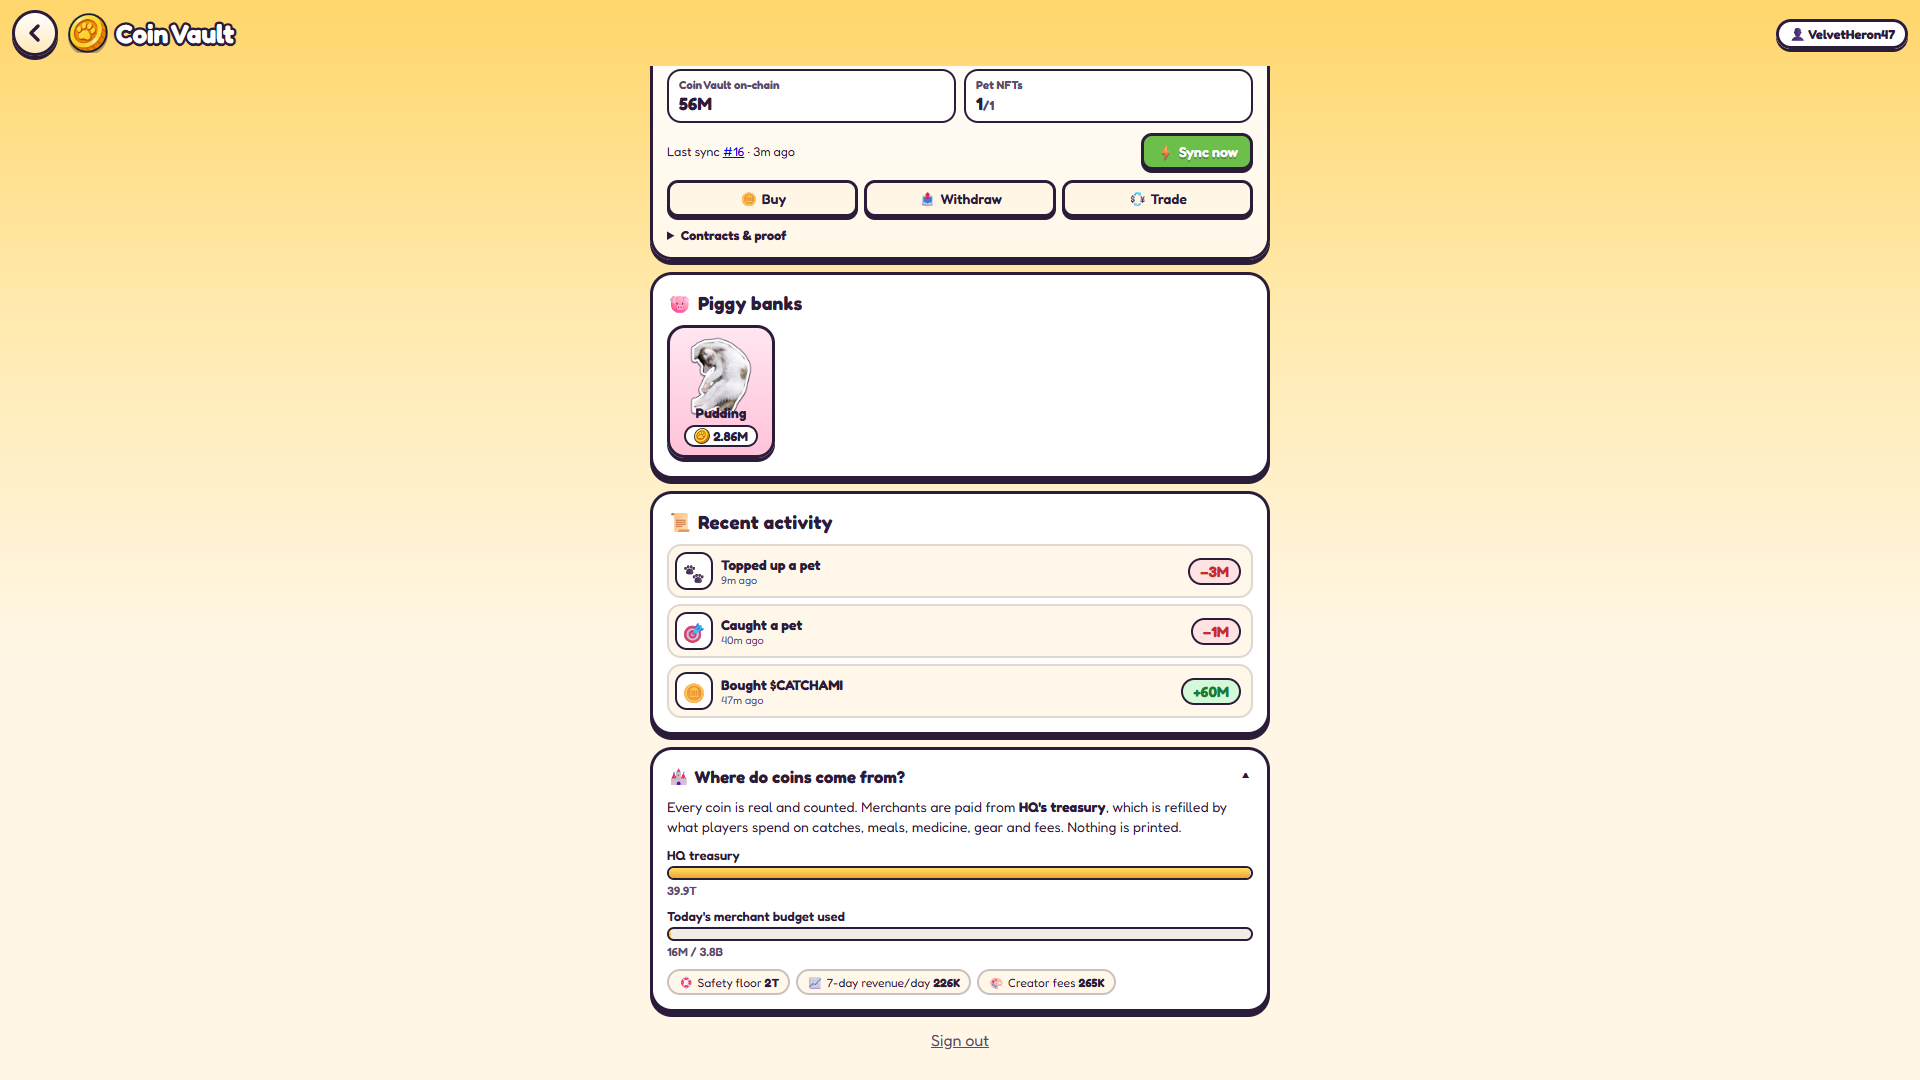 Coin Vault
VelvetHeron47
Coin Vault on-chain
56M
Pet NFTs
1/1
Last sync #16 · 3m ago
Sync now
Buy
Withdraw
Trade
Contracts & proof
Piggy banks
Pudding
2.86M
Recent activity
Topped up a pet
9m ago
−3M
Caught a pet
40m ago
−1M
Bought $CATCHAMI
47m ago
+60M
Where do coins come from?
Every coin is real and counted. Merchants are paid from HQ's treasury, which is refilled by
what players spend on catches, meals, medicine, gear and fees. Nothing is printed.
HQ treasury
39.9T
Today's merchant budget used
16M / 3.8B
Safety floor 2T
7-day revenue/day 226K
Creator fees 265K
Sign out